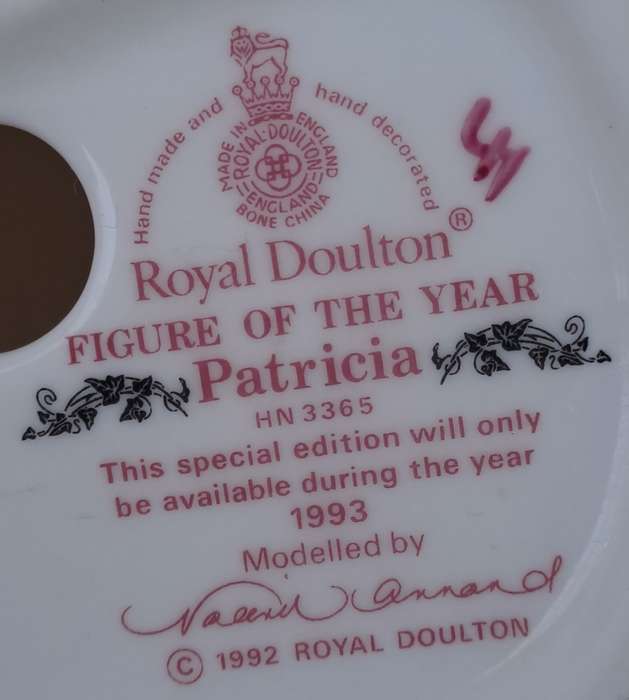 Hand made and hand decorated
MADE IN ENGLAND
ROYAL·DOULTON
ENGLAND
BONE CHINA
Royal Doulton®
FIGURE OF THE YEAR
Patricia
HN 3365
This special edition will only
be available during the year
1993
Modelled by
Valerie Annand
© 1992 ROYAL DOULTON